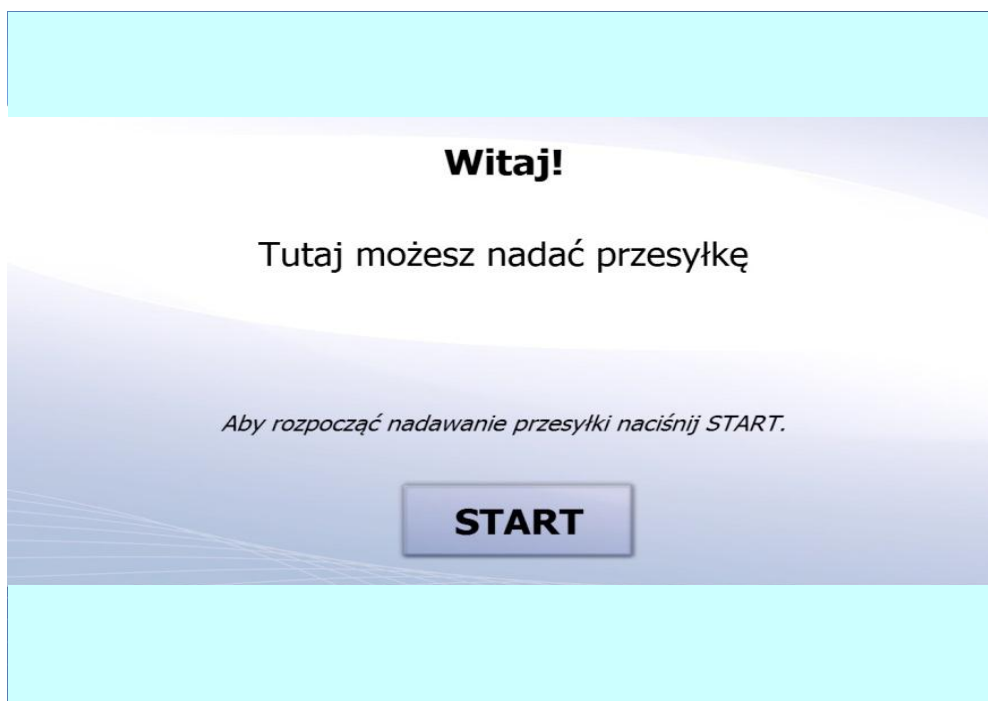 Witaj!
Tutaj możesz nadać przesyłkę
Aby rozpocząć nadawanie przesyłki naciśnij START.
START